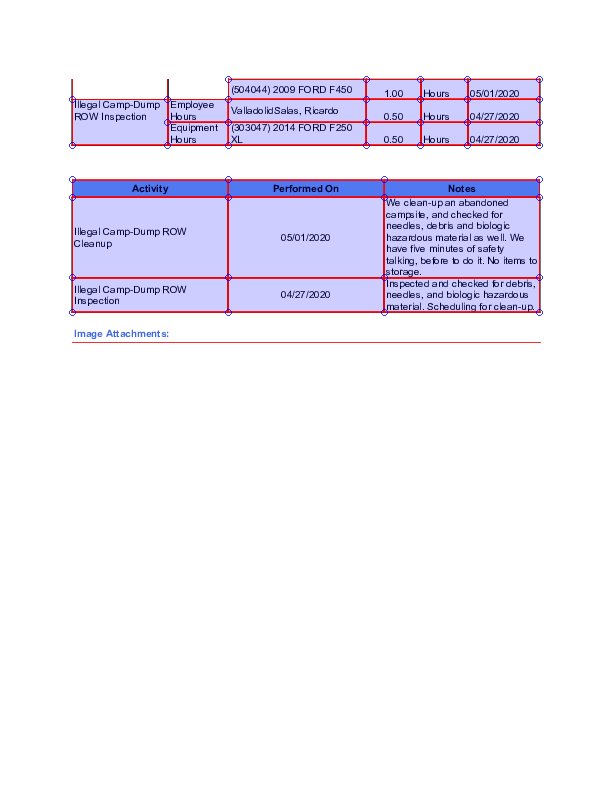 (504044) 2009 FORD F450 1.00 Hours 05/01/2020
Illegal Camp-Dump ROW Inspection Employee Hours ValladolidSalas, Ricardo 0.50 Hours 04/27/2020
Equipment Hours (303047) 2014 FORD F250 XL 0.50 Hours 04/27/2020
Activity Performed On Notes
Illegal Camp-Dump ROW
Cleanup
05/01/2020
We clean-up an abandoned
campsite, and checked for
needles, debris and biologic
hazardous material as well. We
have five minutes of safety
talking, before to do it. No items to
storage.
Illegal Camp-Dump ROW
Inspection
04/27/2020
Inspected and checked for debris,
needles, and biologic hazardous
material. Scheduling for clean-up.
Image Attachments: